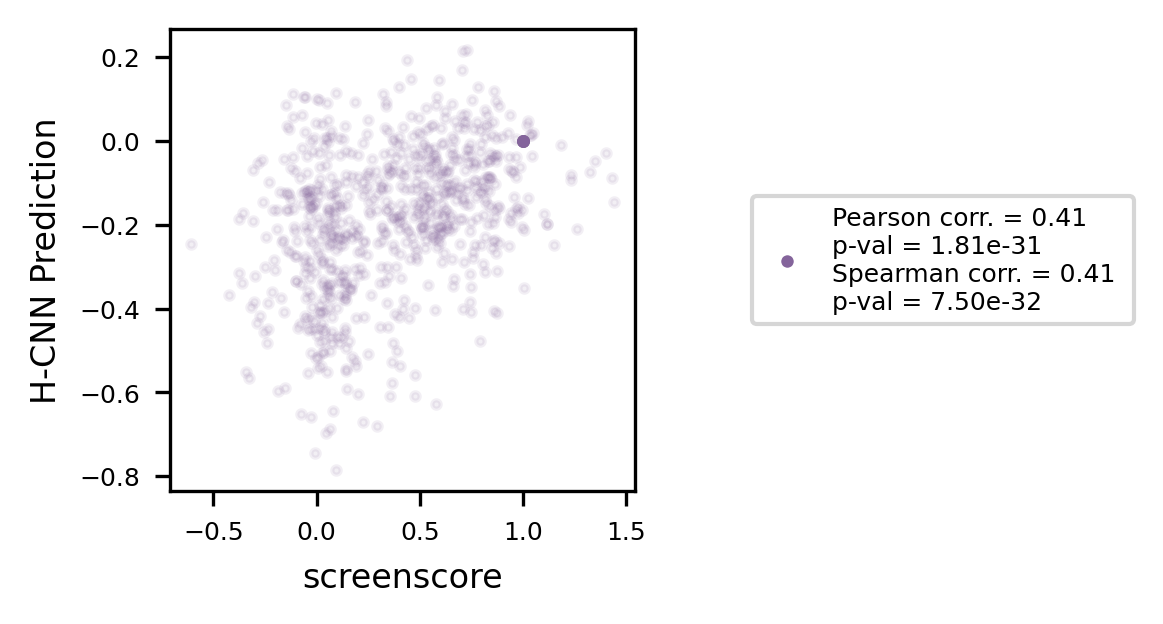 0.2
0.0
−0.2
−0.4
−0.6
−0.8
H-CNN Prediction
−0.5
0.0
0.5
1.0
1.5
screenscore
Pearson corr. = 0.41
p-val = 1.81e-31
Spearman corr. = 0.41
p-val = 7.50e-32